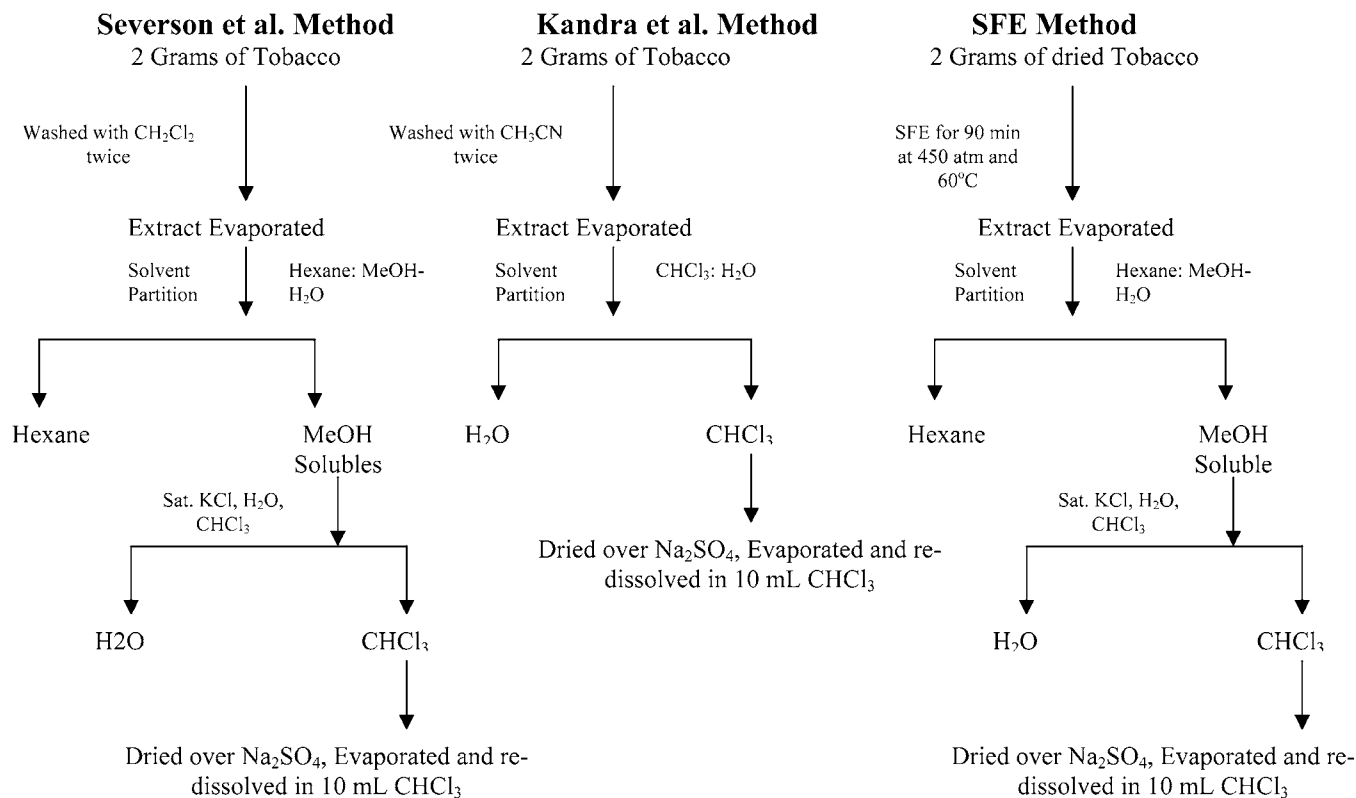 Severson et al. Method
2 Grams of Tobacco
Washed with CH₂Cl₂
twice
Extract Evaporated
Solvent
Partition
Hexane: MeOH-
H₂O
Hexane
MeOH
Solubles
Sat. KCl, H₂O,
CHCl₃
H2O
CHCl₃
Dried over Na₂SO₄, Evaporated and re-
dissolved in 10 mL CHCl₃
Kandra et al. Method
2 Grams of Tobacco
Washed with CH₃CN
twice
Extract Evaporated
Solvent
Partition
CHCl₃: H₂O
H₂O
CHCl₃
Dried over Na₂SO₄, Evaporated and re-
dissolved in 10 mL CHCl₃
SFE Method
2 Grams of dried Tobacco
SFE for 90 min
at 450 atm and
60°C
Extract Evaporated
Solvent
Partition
Hexane: MeOH-
H₂O
Hexane
MeOH
Soluble
Sat. KCl, H₂O,
CHCl₃
H₂O
CHCl₃
Dried over Na₂SO₄, Evaporated and re-
dissolved in 10 mL CHCl₃